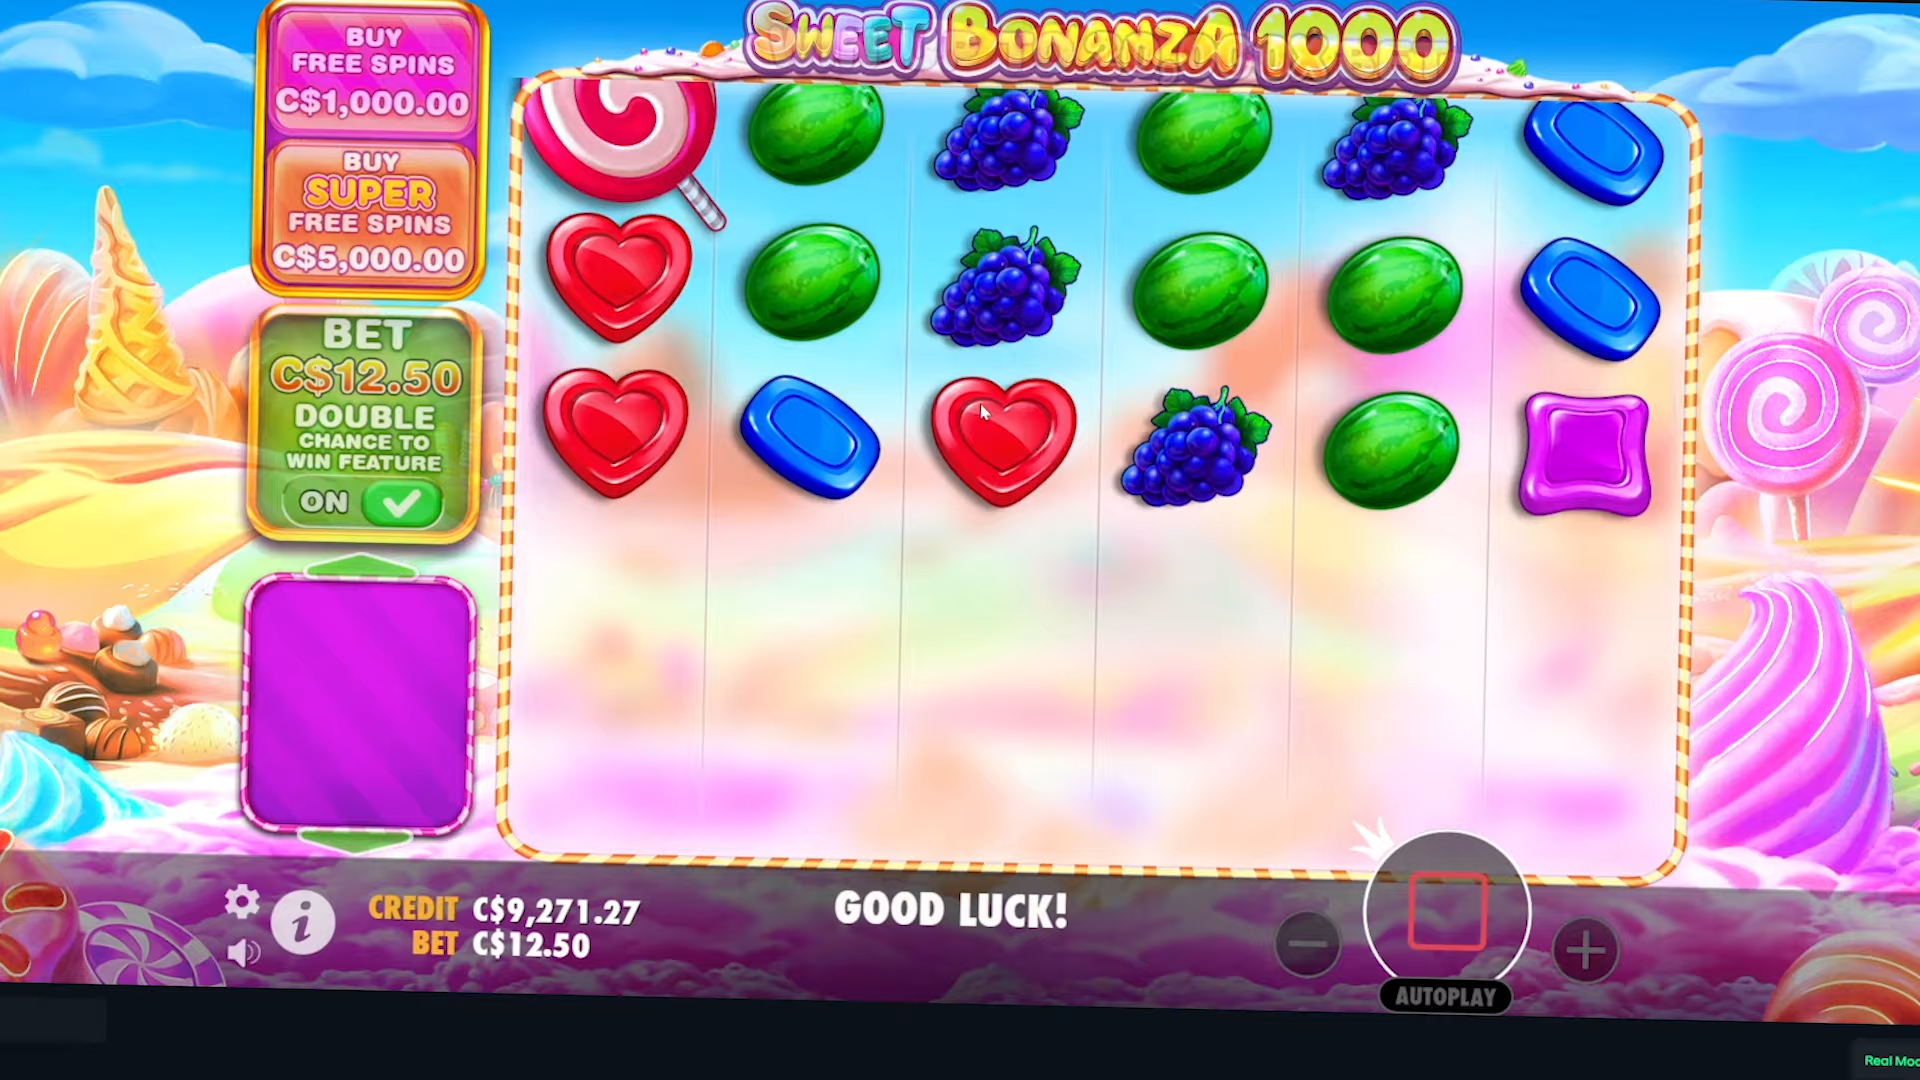 SWEET BONANZA 1000
BUY
FREE SPINS
C$1,000.00
BUY
SUPER
FREE SPINS
C$5,000.00
BET
C$12.50
DOUBLE
CHANCE TO
WIN FEATURE
ON
CREDIT C$9,271.27
BET C$12.50
GOOD LUCK!
AUTOPLAY
Real